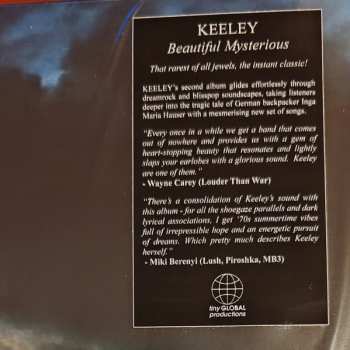 KEELEY
Beautiful Mysterious
That rarest of all jewels, the instant classic!
KEELEY's second album glides effortlessly through
dreamrock and blisspop soundscapes, taking listeners
deeper into the tragic tale of German backpacker Inga
Maria Hauser with a mesmerising new set of songs.
"Every once in a while we get a band that comes
out of nowhere and provides us with a gem of
heart-stopping beauty that resonates and lightly
slaps your earlobes with a glorious sound. Keeley
are one of them."
- Wayne Carey (Louder Than War)
"There's a consolidation of Keeley's sound with
this album - for all the shoegaze parallels and dark
lyrical associations, I get '70s summertime vibes
full of irrepressible hope and an energetic pursuit
of dreams. Which pretty much describes Keeley
herself."
- Miki Berenyi (Lush, Piroshka, MB3)
tiny GLOBAL
productions